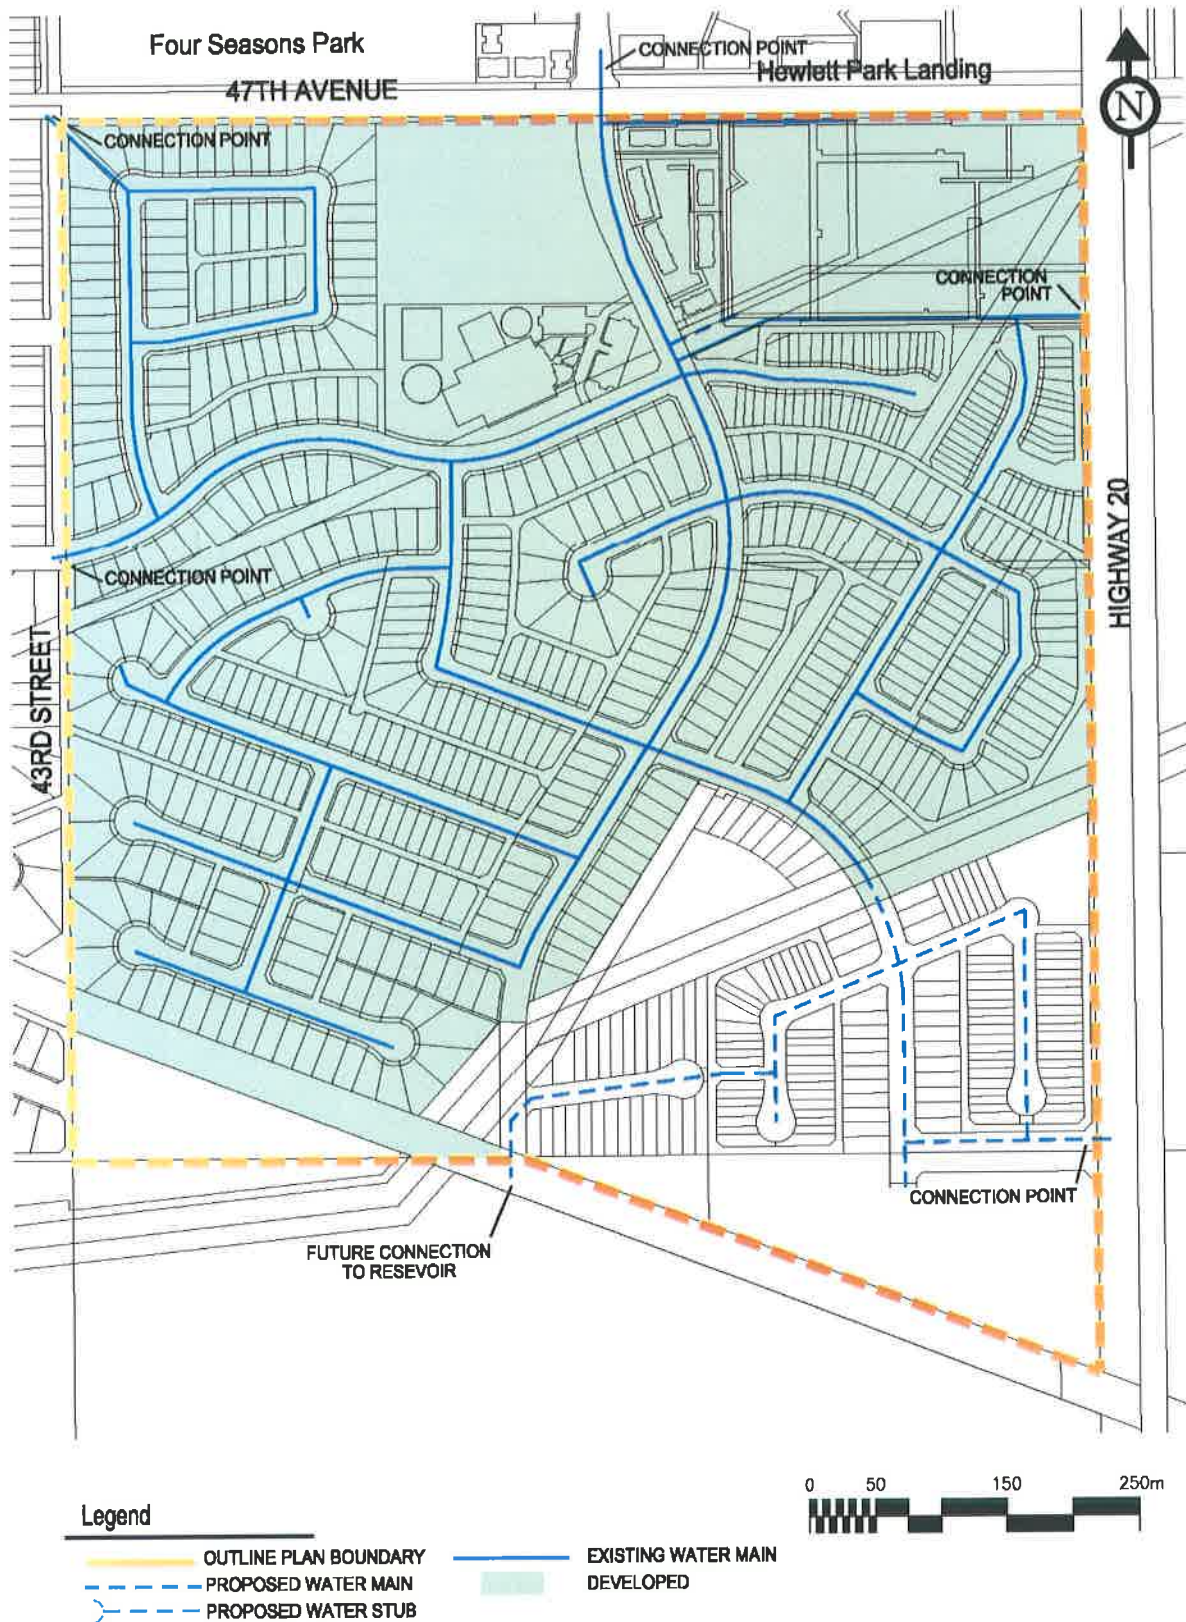 Four Seasons Park
CONNECTION POINT
Hewlett Park Landing
47TH AVENUE
N
CONNECTION POINT
CONNECTION
POINT
HIGHWAY 20
CONNECTION POINT
43RD STREET
CONNECTION POINT
FUTURE CONNECTION
TO RESEVOIR
0 50 150 250m
Legend
OUTLINE PLAN BOUNDARY
EXISTING WATER MAIN
PROPOSED WATER MAIN
DEVELOPED
PROPOSED WATER STUB